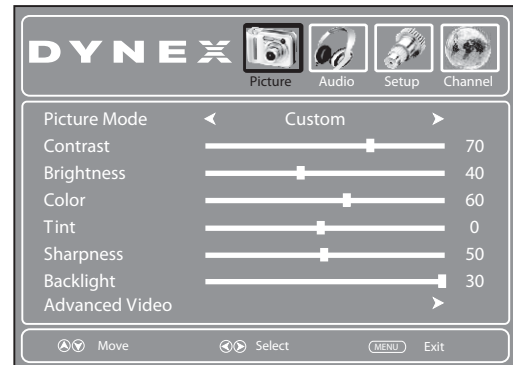 DYNEX
Picture Audio Setup Channel
Picture Mode Custom
Contrast 70
Brightness 40
Color 60
Tint 0
Sharpness 50
Backlight 30
Advanced Video
Move Select MENU Exit